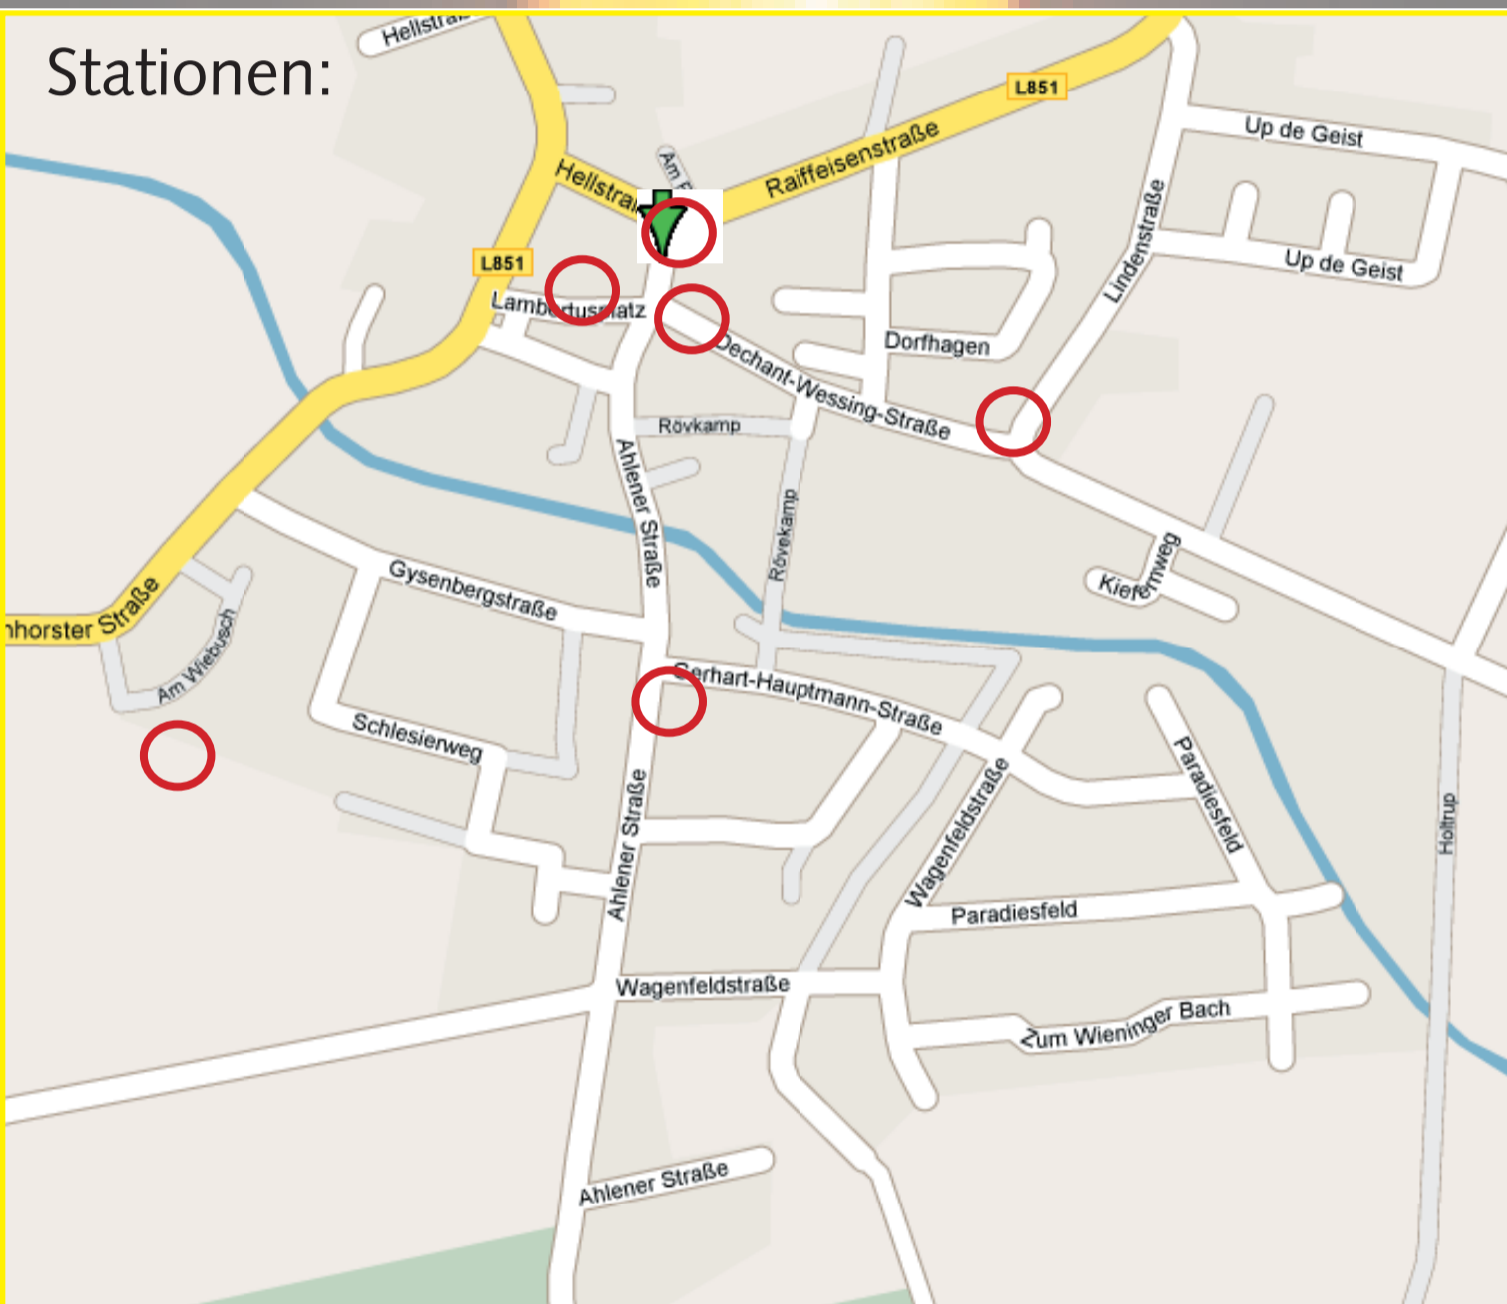 Hellstraße
Stationen:
L851
Up de Geist
Raiffeisenstraße
Am
Hellstraße
Lindenstraße
L851
Up de Geist
Lambertusplatz
Dorfhagen
Dechant-Wessing-Straße
Rövkamp
Ahlener Straße
Rövekamp
Kiefernweg
Gysenbergstraße
nhorster Straße
Am Wiebusch
Gerhart-Hauptmann-Straße
Schlesierweg
Paradiesfeld
Wagenfeldstraße
Holtrup
Ahlener Straße
Paradiesfeld
Wagenfeldstraße
Zum Wieninger Bach
Ahlener Straße